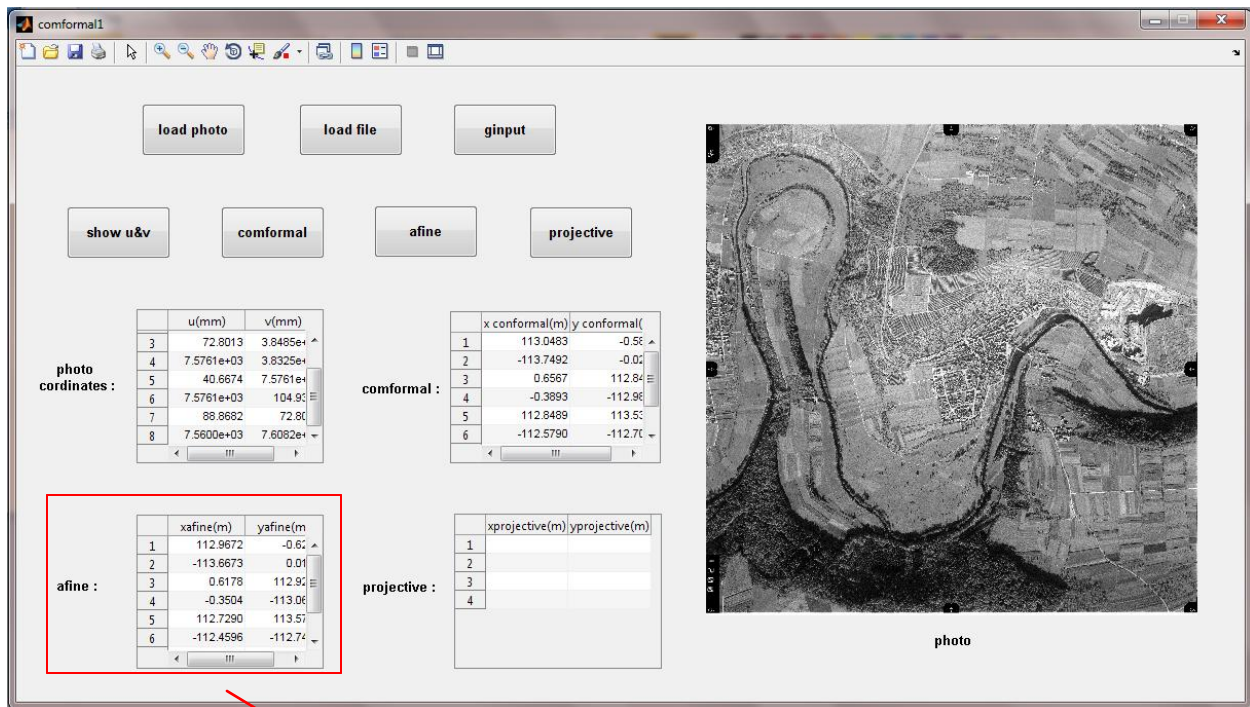 comformal1
load photo
load file
ginput
show u&v
comformal
afine
projective
photo
cordinates :
u(mm) v(mm)
3 72.8013 3.8485e+
4 7.5761e+03 3.8325e+
5 40.6674 7.5761e+
6 7.5761e+03 104.93
7 88.8682 72.80
8 7.5600e+03 7.6082e+
comformal :
x conformal(m) y conformal(
1 113.0483 -0.58
2 -113.7492 -0.02
3 0.6567 112.84
4 -0.3893 -112.98
5 112.8489 113.53
6 -112.5790 -112.70
afine :
xafine(m) yafine(m
1 112.9672 -0.62
2 -113.6673 0.01
3 0.6178 112.92
4 -0.3504 -113.06
5 112.7290 113.57
6 -112.4596 -112.74
projective :
xprojective(m) yprojective(m)
1
2
3
4
photo